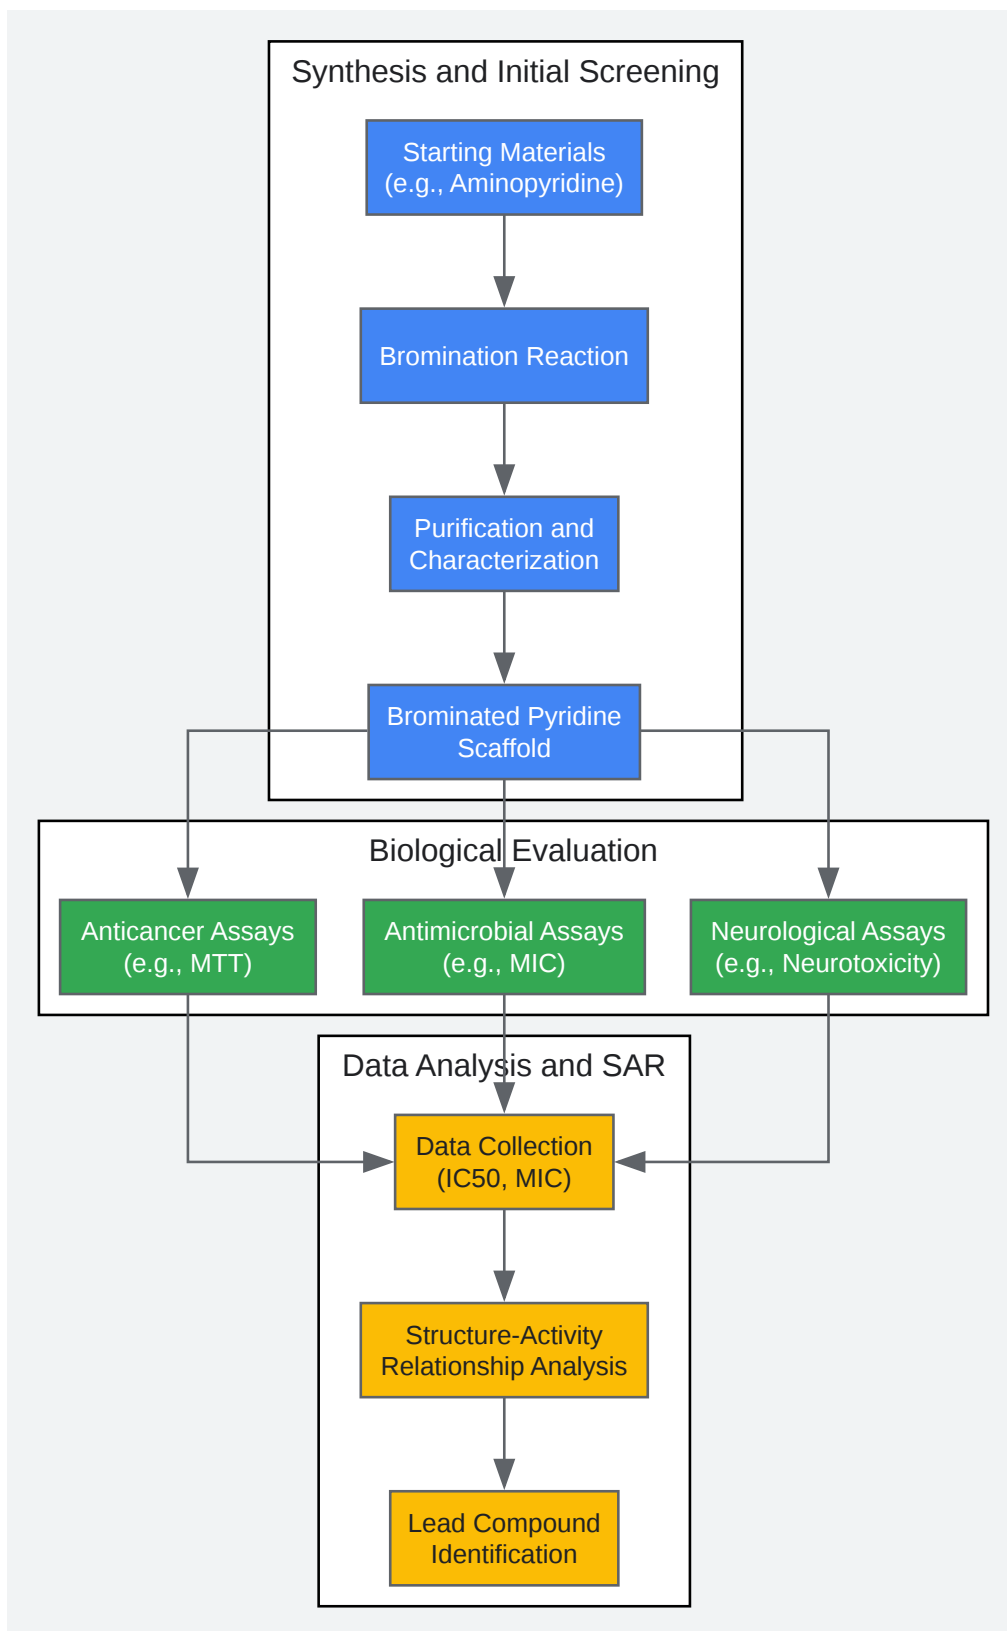 Synthesis and Initial Screening
Starting Materials
(e.g., Aminopyridine)
Bromination Reaction
Purification and
Characterization
Brominated Pyridine
Scaffold
Biological Evaluation
Anticancer Assays
(e.g., MTT)
Antimicrobial Assays
(e.g., MIC)
Neurological Assays
(e.g., Neurotoxicity)
Data Analysis and SAR
Data Collection
(IC50, MIC)
Structure-Activity
Relationship Analysis
Lead Compound
Identification